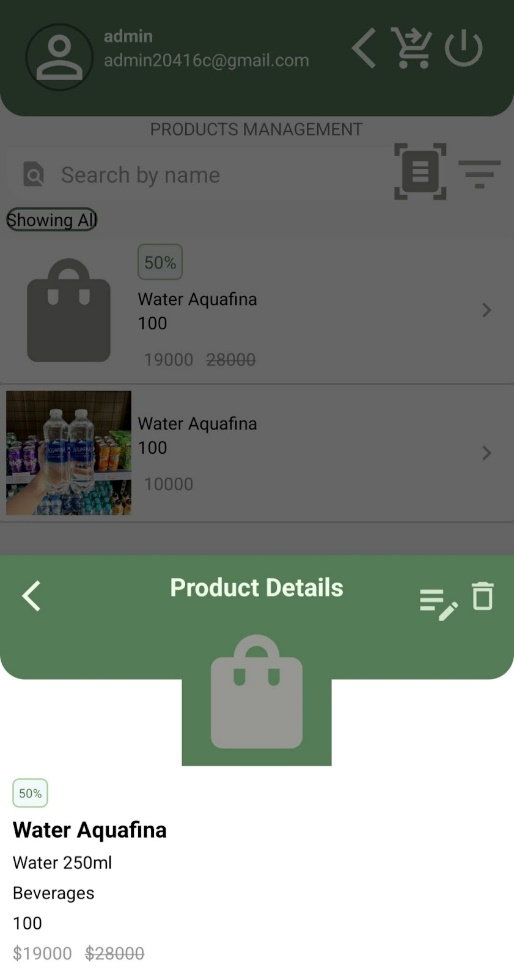 admin
admin20416c@gmail.com
PRODUCTS MANAGEMENT
Search by name
Showing All
50%
Water Aquafina
100
19000 28000
Water Aquafina
100
10000
Product Details
50%
Water Aquafina
Water 250ml
Beverages
100
$19000 $28000